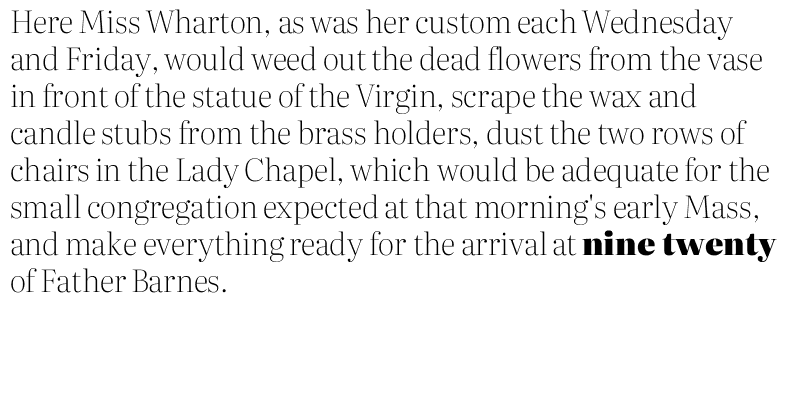 Here Miss Wharton, as was her custom each Wednesday
and Friday, would weed out the dead flowers from the vase
in front of the statue of the Virgin, scrape the wax and
candle stubs from the brass holders, dust the two rows of
chairs in the Lady Chapel, which would be adequate for the
small congregation expected at that morning's early Mass,
and make everything ready for the arrival at nine twenty
of Father Barnes.